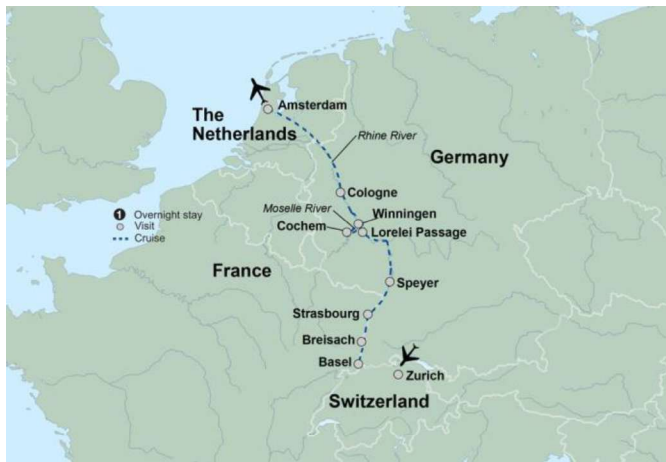 Amsterdam
The
Netherlands
Rhine River
Germany
Cologne
Moselle River
Winningen
Cochem
Lorelei Passage
1 Overnight stay
Visit
Cruise
France
Speyer
Strasbourg
Breisach
Basel
Zurich
Switzerland